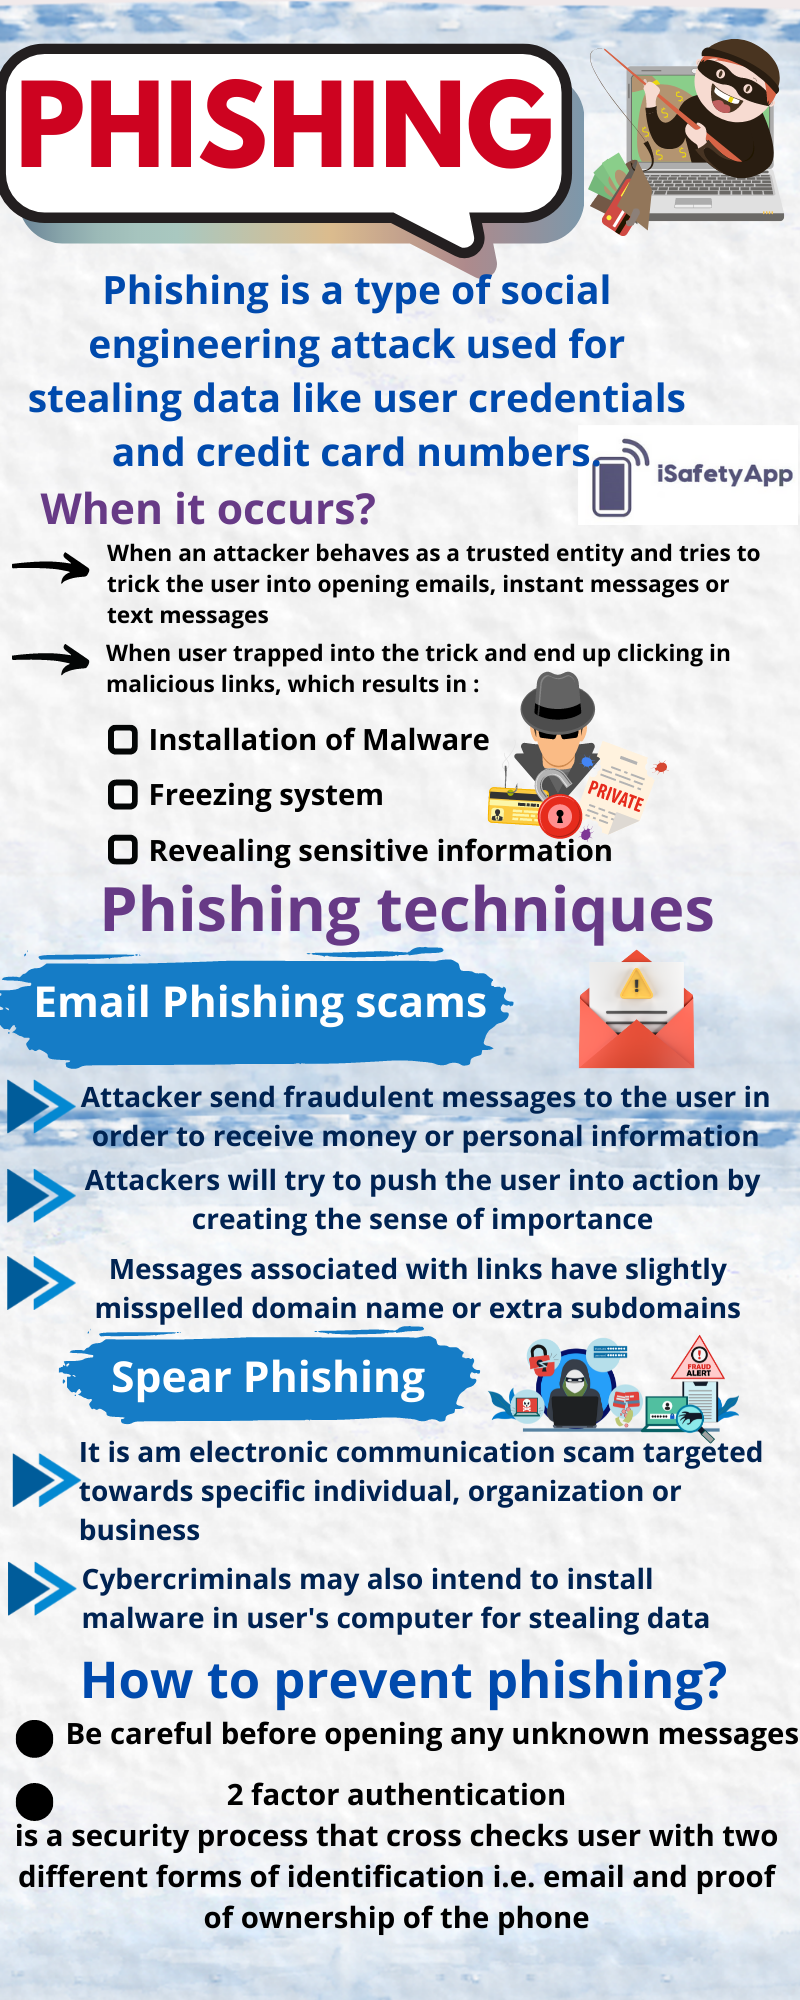 PHISHING
Phishing is a type of social
engineering attack used for
stealing data like user credentials
and credit card numbers.
iSafetyApp
When it occurs?
When an attacker behaves as a trusted entity and tries to
trick the user into opening emails, instant messages or
text messages
When user trapped into the trick and end up clicking in
malicious links, which results in :
Installation of Malware
Freezing system
PRIVATE
Revealing sensitive information
Phishing techniques
Email Phishing scams
Attacker send fraudulent messages to the user in
order to receive money or personal information
Attackers will try to push the user into action by
creating the sense of importance
Messages associated with links have slightly
misspelled domain name or extra subdomains
Spear Phishing
FRAUD
ALERT
It is am electronic communication scam targeted
towards specific individual, organization or
business
Cybercriminals may also intend to install
malware in user's computer for stealing data
How to prevent phishing?
Be careful before opening any unknown messages
2 factor authentication
is a security process that cross checks user with two
different forms of identification i.e. email and proof
of ownership of the phone